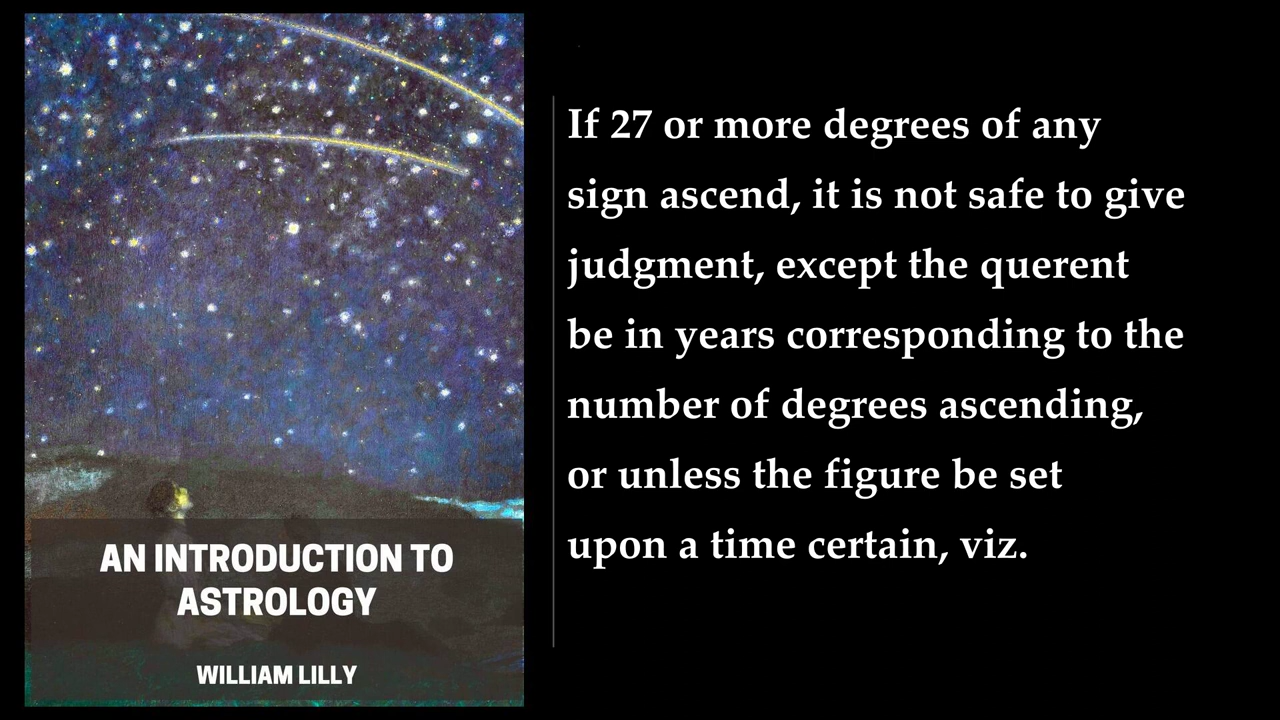 AN INTRODUCTION TO
ASTROLOGY
WILLIAM LILLY
If 27 or more degrees of any
sign ascend, it is not safe to give
judgment, except the querent
be in years corresponding to the
number of degrees ascending,
or unless the figure be set
upon a time certain, viz.